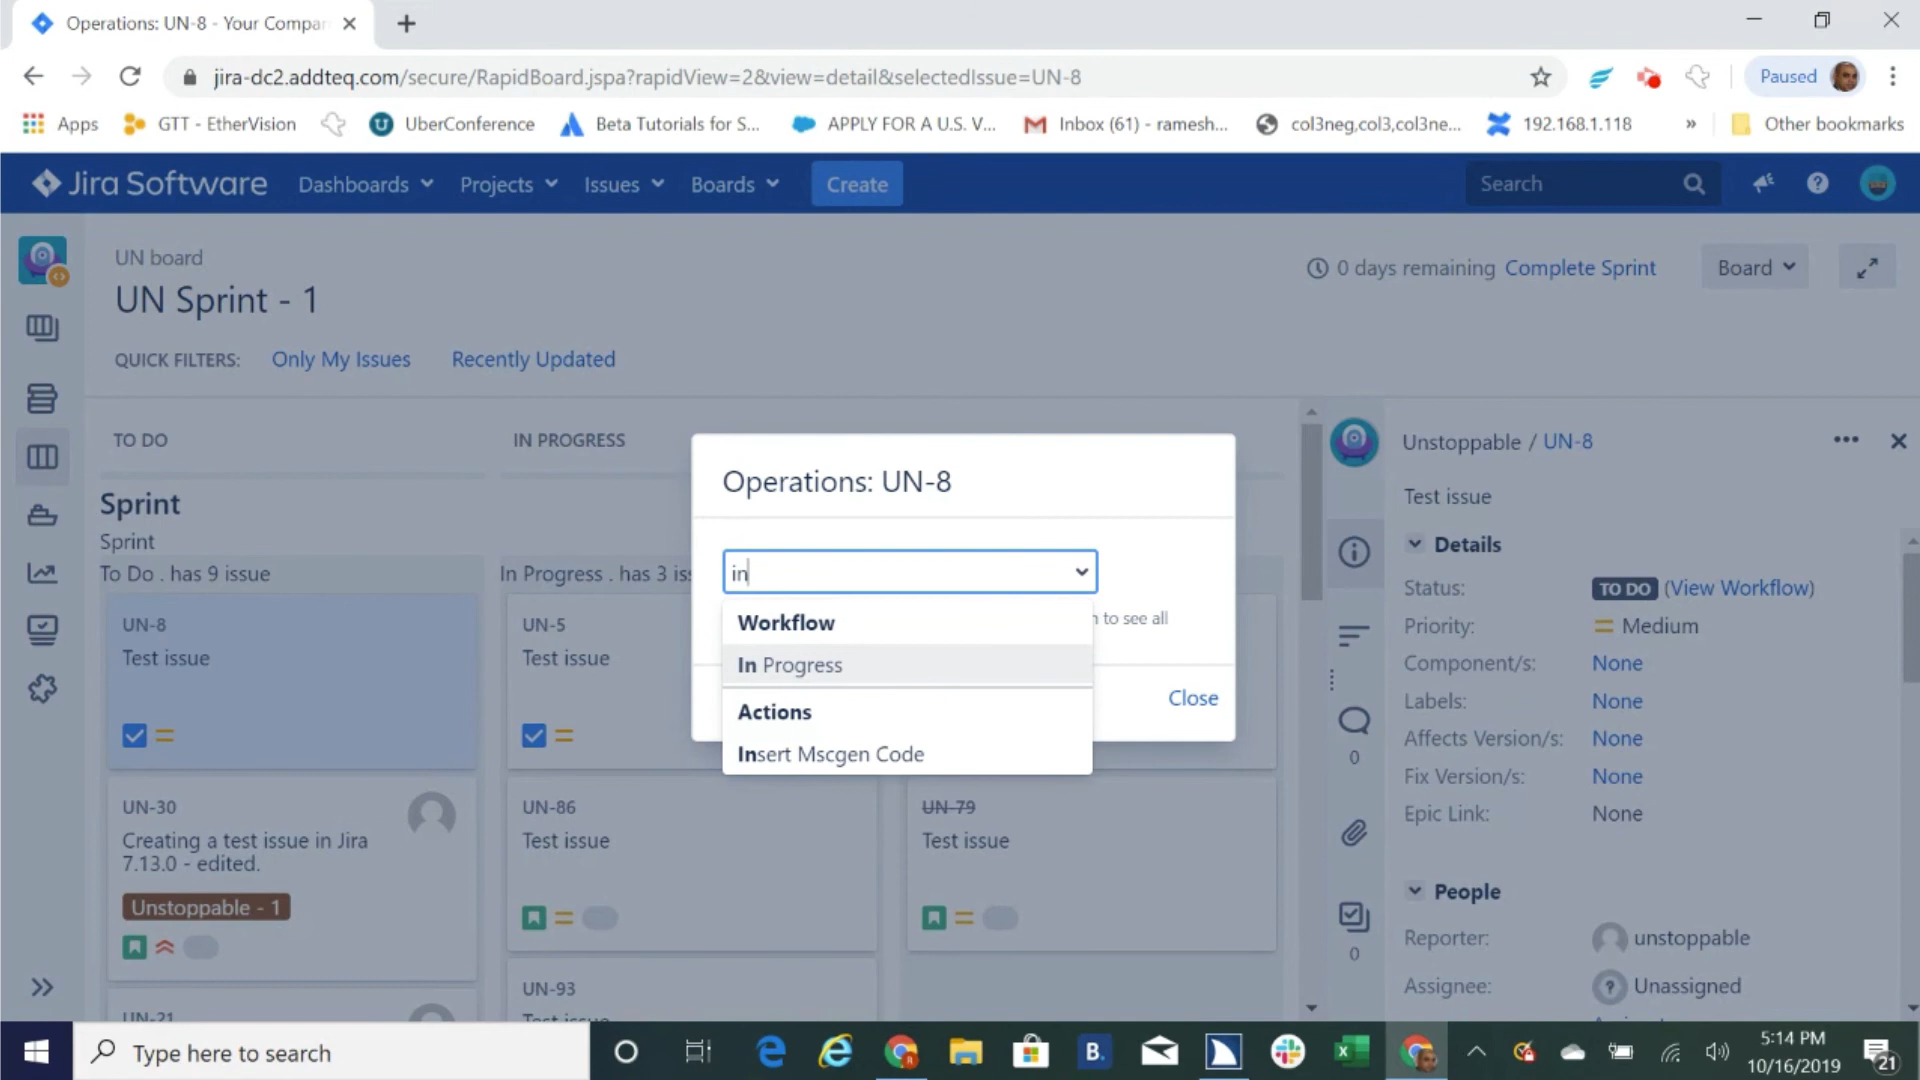 Operations: UN-8 - Your Compan
jira-dc2.addteq.com/secure/RapidBoard.jspa?rapidView=2&view=detail&selectedIssue=UN-8
Paused
Apps
GTT - EtherVision
UberConference
Beta Tutorials for S...
APPLY FOR A U.S. V...
Inbox (61) - ramesh...
col3neg,col3,col3ne...
192.168.1.118
»
Other bookmarks
Jira Software
Dashboards
Projects
Issues
Boards
Create
Search
UN board
UN Sprint - 1
0 days remaining
Complete Sprint
Board
QUICK FILTERS:
Only My Issues
Recently Updated
TO DO
IN PROGRESS
Sprint
Sprint
To Do . has 9 issue
In Progress . has 3 iss
UN-8
Test issue
UN-5
Test issue
UN-30
Creating a test issue in Jira
7.13.0 - edited.
Unstoppable - 1
UN-86
Test issue
UN-79
Test issue
UN-21
UN-93
Test issue
Operations: UN-8
in
to see all
Workflow
In Progress
Actions
Insert Mscgen Code
Close
Unstoppable / UN-8
Test issue
Details
Status: TO DO (View Workflow)
Priority: Medium
Component/s: None
Labels: None
Affects Version/s: None
Fix Version/s: None
Epic Link: None
0
0
People
Reporter: unstoppable
Assignee: Unassigned
Type here to search
B.
5:14 PM
10/16/2019
21